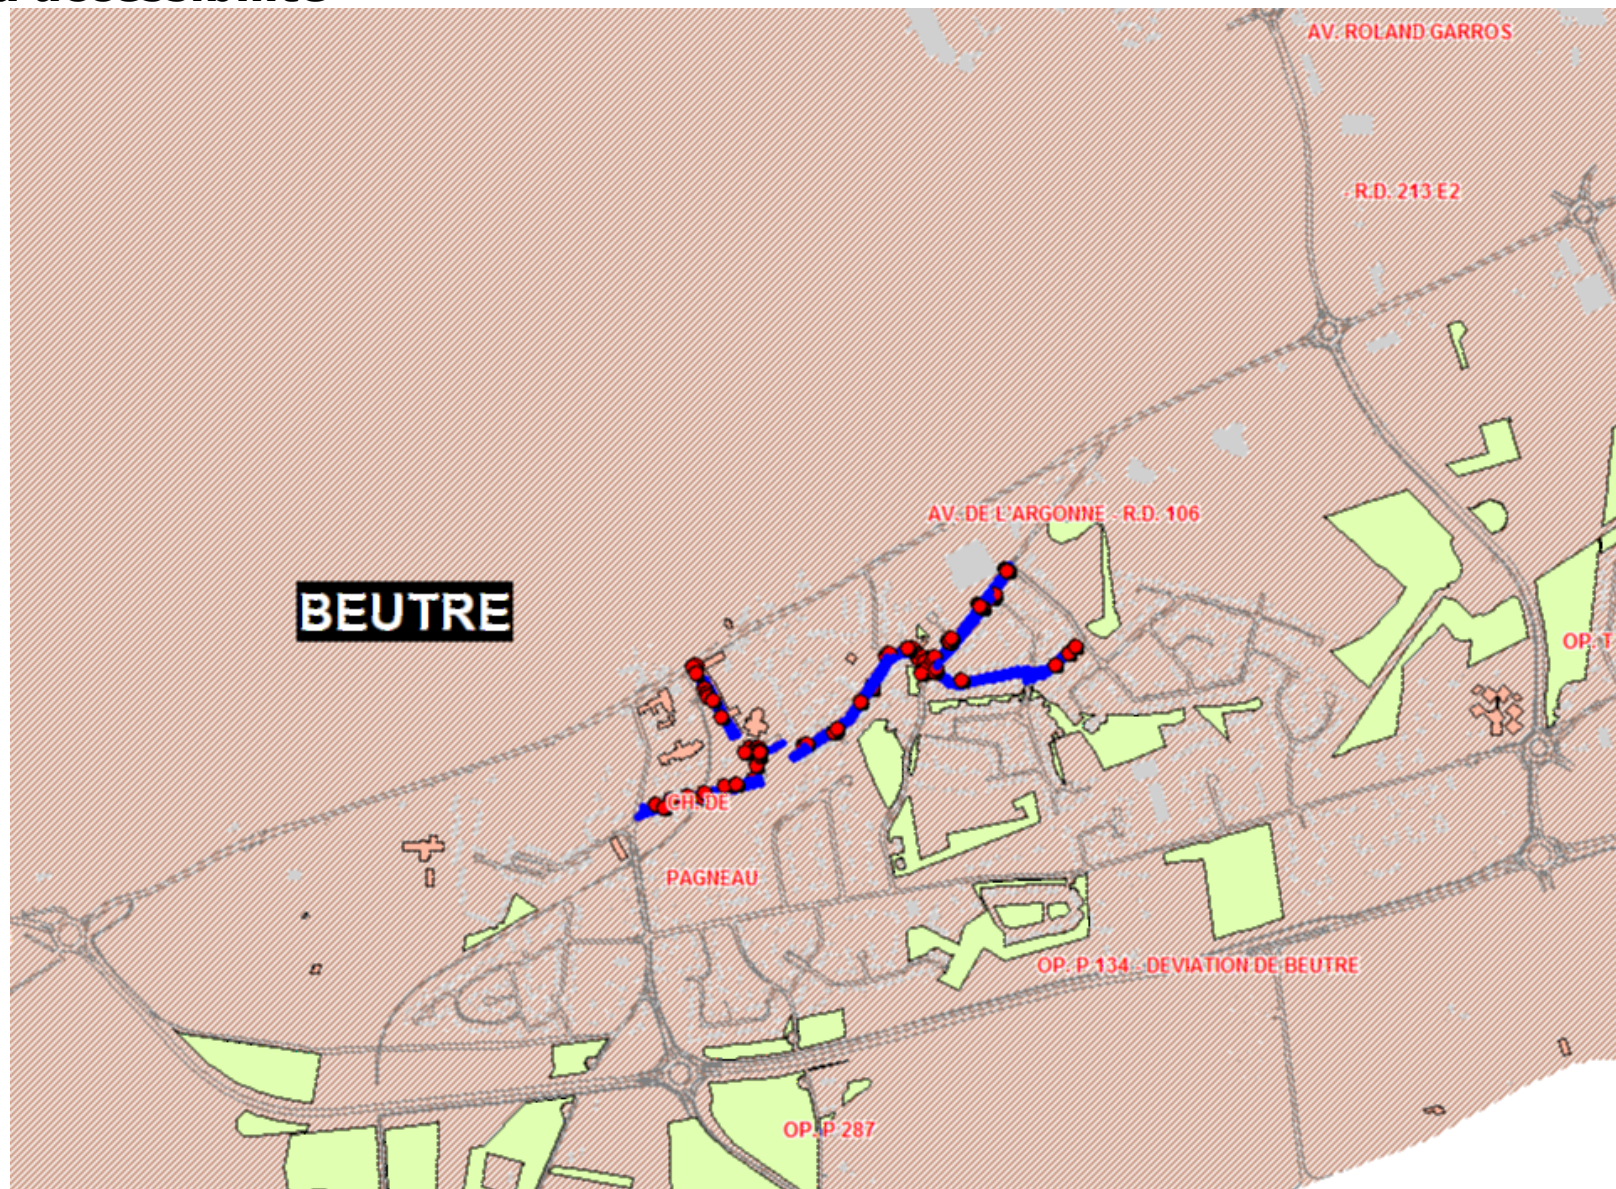 d'accessibilité
AV. ROLAND GARROS
- R.D. 213 E2
AV. DE L'ARGONNE - R.D. 106
BEUTRE
OP. T
CH. DE
PAGNEAU
OP. P 134 - DEVIATION DE BEUTRE
OP. P 287